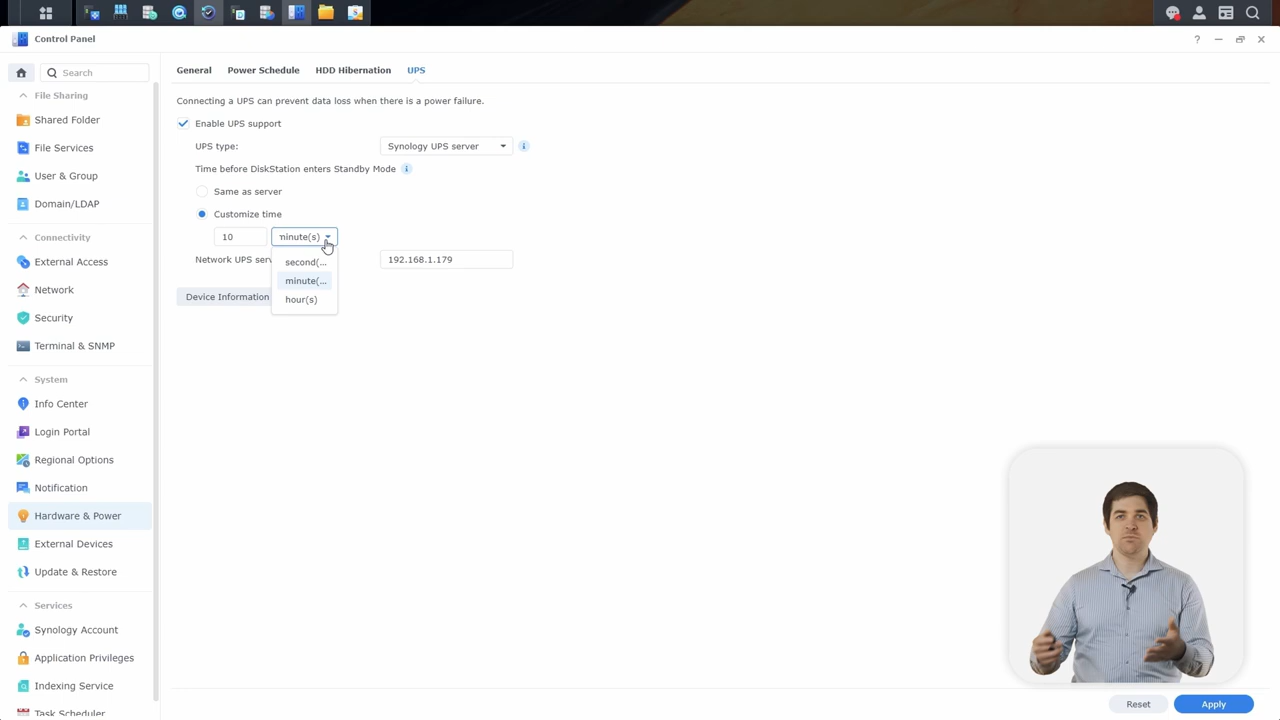 Control Panel
Search
File Sharing
Shared Folder
File Services
User & Group
Domain/LDAP
Connectivity
External Access
Network
Security
Terminal & SNMP
System
Info Center
Login Portal
Regional Options
Notification
Hardware & Power
External Devices
Update & Restore
Services
Synology Account
Application Privileges
Indexing Service
Task Scheduler
General Power Schedule HDD Hibernation UPS
Connecting a UPS can prevent data loss when there is a power failure.
Enable UPS support
UPS type: Synology UPS server
Time before DiskStation enters Standby Mode
Same as server
Customize time
10 minute(s)
second(...
minute(...
hour(s)
Network UPS serv 192.168.1.179
Device Information
Reset Apply